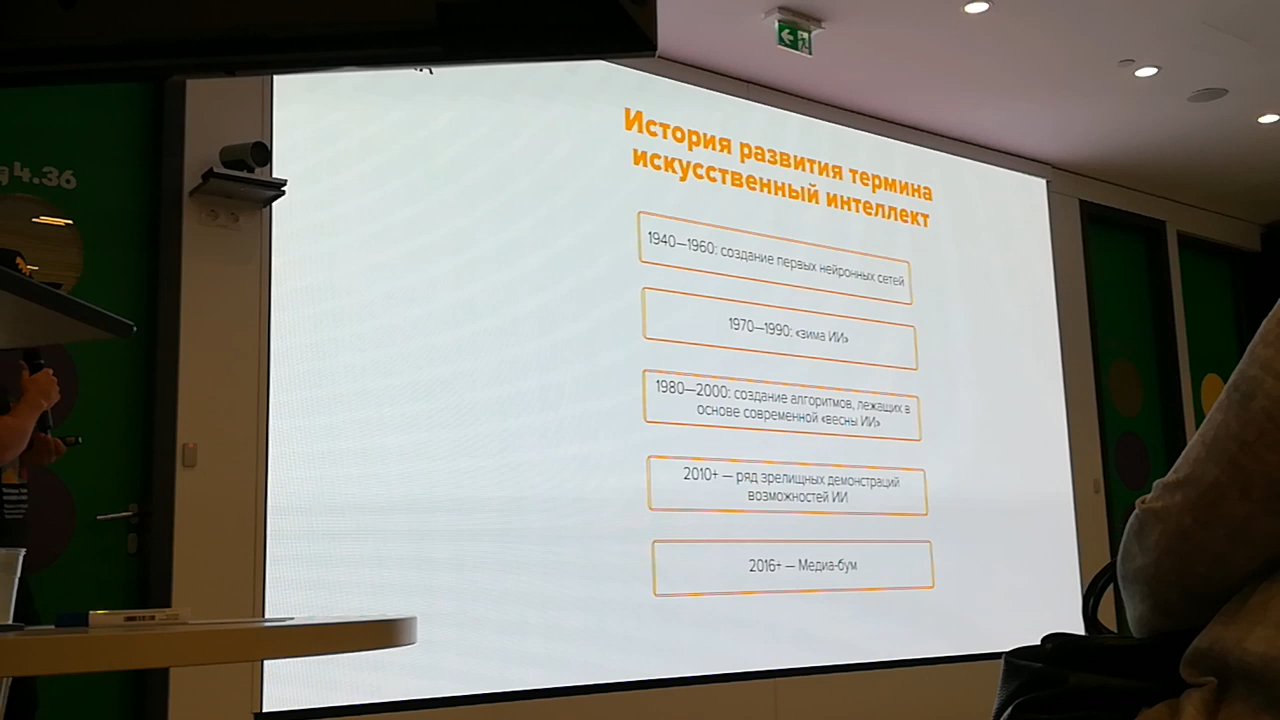 4.36
История развития термина
искусственный интеллект
1940—1960: создание первых нейронных сетей
1970—1990: «зима ИИ»
1980—2000: создание алгоритмов, лежащих в
основе современной «весны ИИ»
2010+ — ряд зрелищных демонстраций
возможностей ИИ
2016+ — Медиа-бум